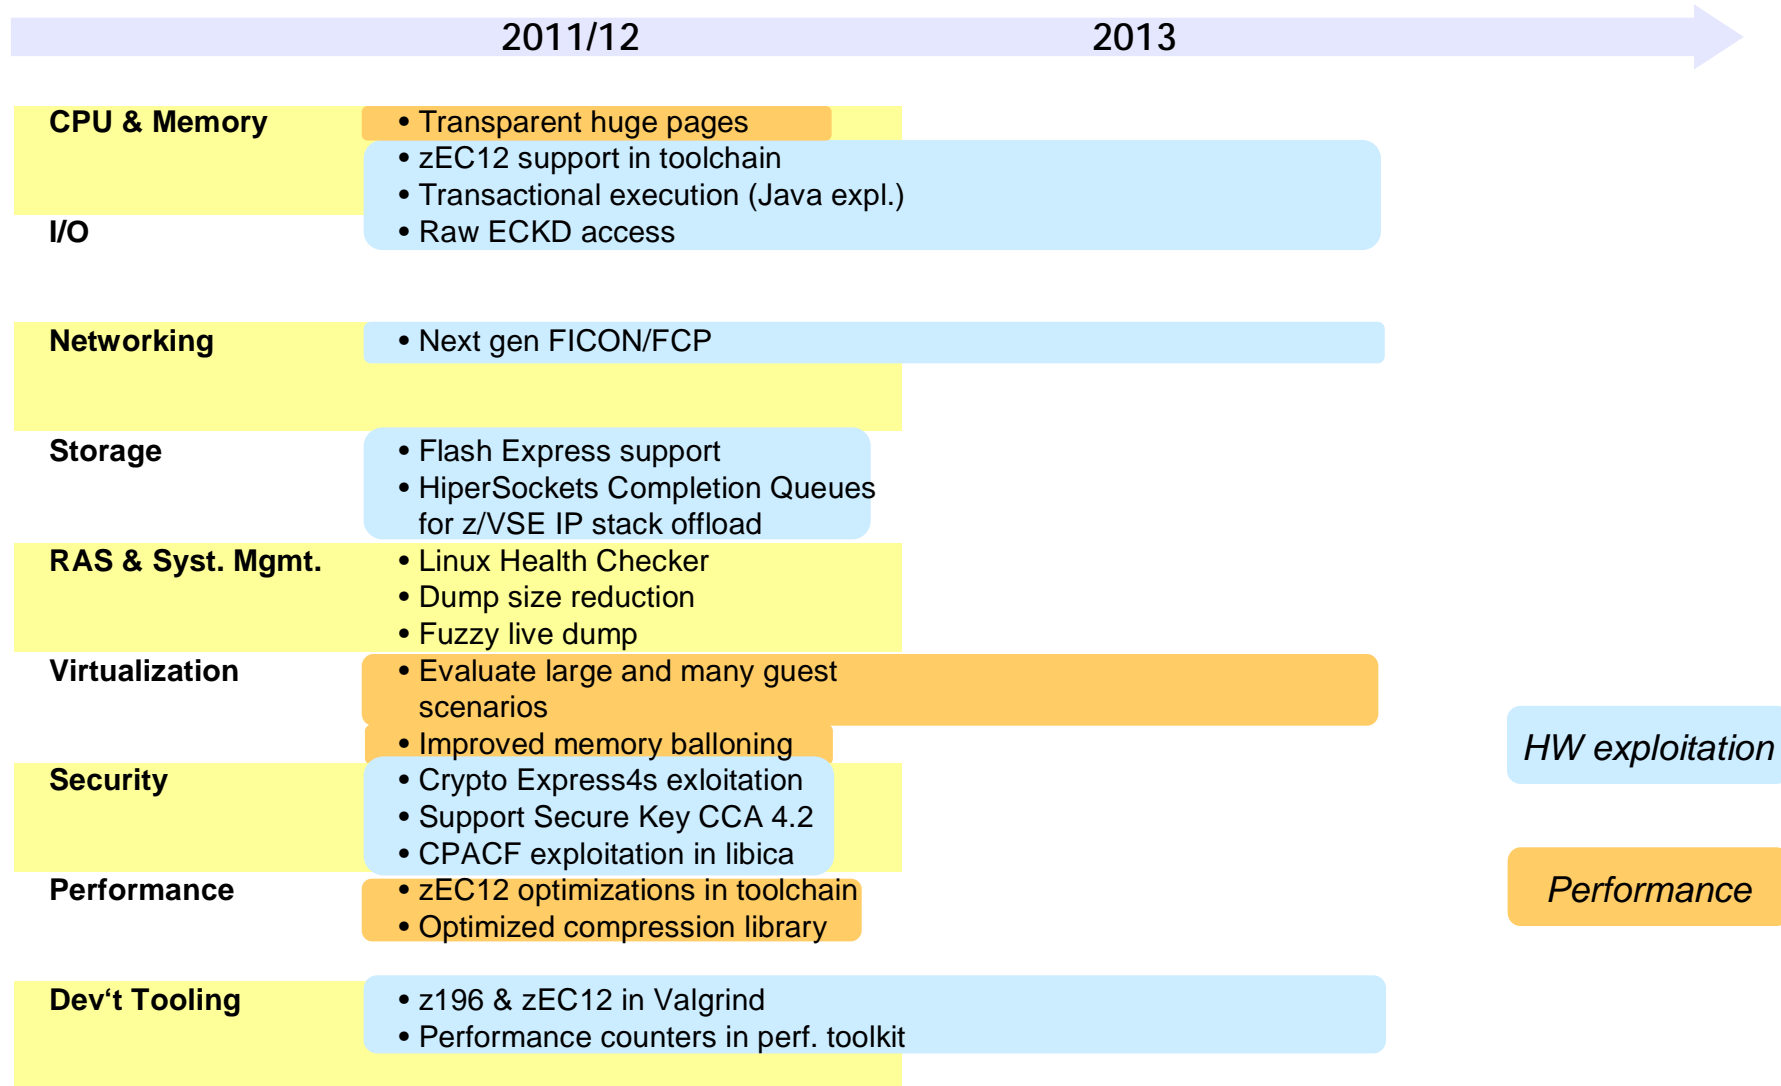 2011/12 2013
CPU & Memory • Transparent huge pages
• zEC12 support in toolchain
• Transactional execution (Java expl.)
I/O • Raw ECKD access
Networking • Next gen FICON/FCP
Storage • Flash Express support
• HiperSockets Completion Queues
for z/VSE IP stack offload
RAS & Syst. Mgmt. • Linux Health Checker
• Dump size reduction
• Fuzzy live dump
Virtualization • Evaluate large and many guest
scenarios
• Improved memory balloning
Security • Crypto Express4s exloitation
• Support Secure Key CCA 4.2
• CPACF exploitation in libica
Performance • zEC12 optimizations in toolchain
• Optimized compression library
Dev‘t Tooling • z196 & zEC12 in Valgrind
• Performance counters in perf. toolkit
HW exploitation
Performance